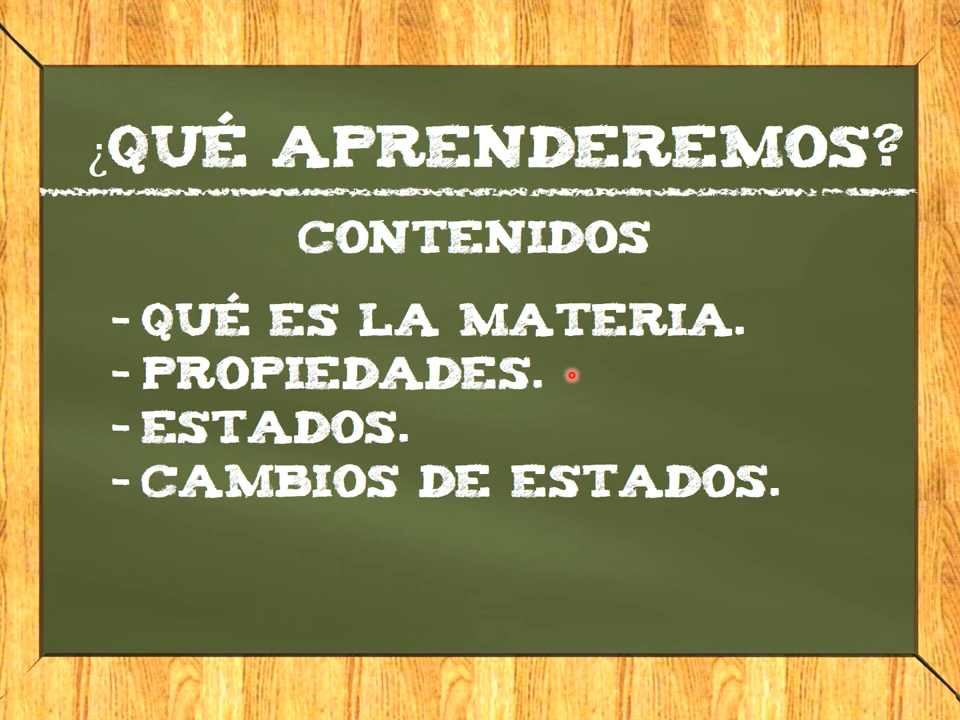 ¿QUÉ APRENDEREMOS?
CONTENIDOS
- QUÉ ES LA MATERIA.
- PROPIEDADES.
- ESTADOS.
- CAMBIOS DE ESTADOS.